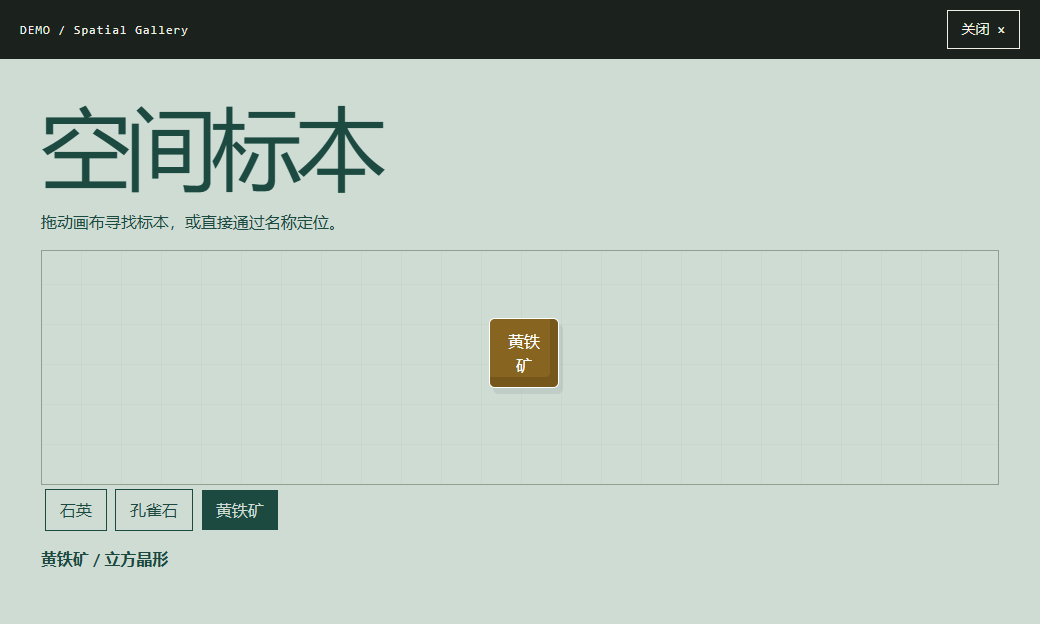 DEMO / Spatial Gallery
关闭 ×
空间标本
拖动画布寻找标本，或直接通过名称定位。
黄铁
矿
石英
孔雀石
黄铁矿
黄铁矿 / 立方晶形